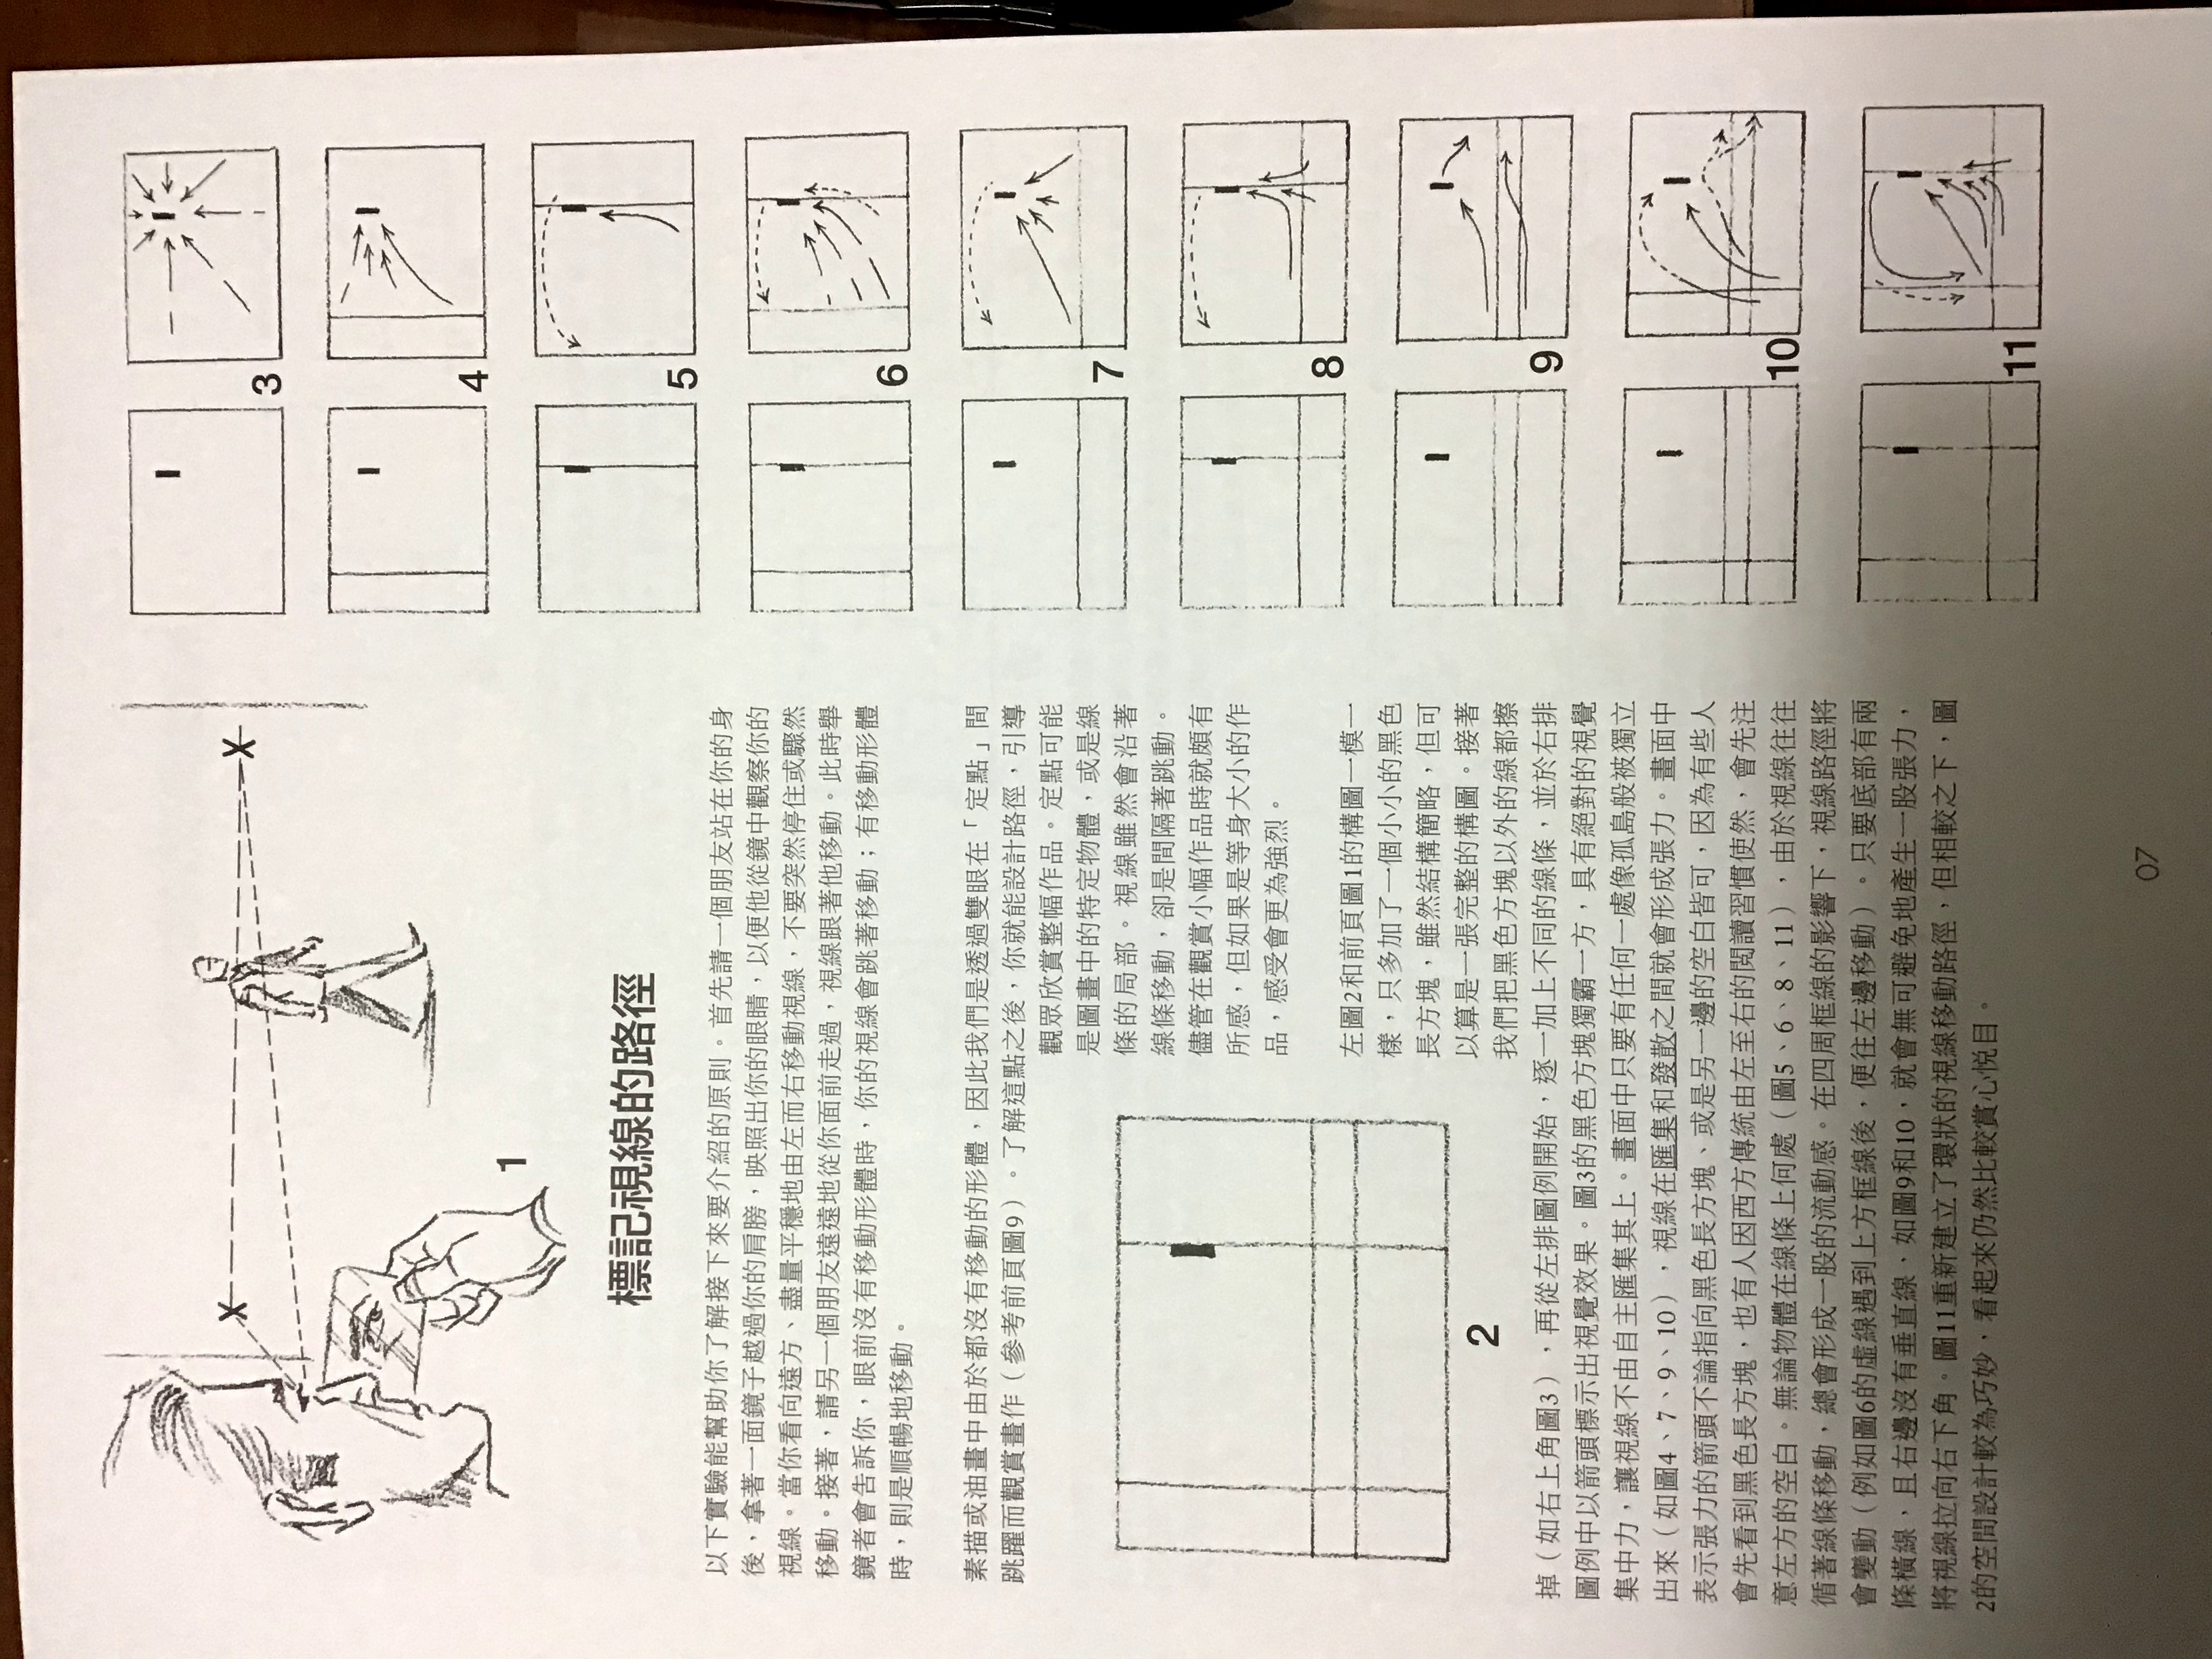 1
標記視線的路徑
以下實驗能幫助你了解接下來要介紹的原則。首先請一個朋友站在你的身
後，拿著一面鏡子越過你的肩膀，映照出你的眼睛，以便他從鏡中觀察你的
視線。當你看向遠方、盡量平穩地由左而右移動視線，不要突然停住或驟然
移動。接著，請另一個朋友遠遠地從你面前走過，視線跟著他移動。此時舉
鏡者會告訴你，眼前沒有移動形體時，你的視線會跳著移動；有移動形體
時，則是順暢地移動。
素描或油畫中由於都沒有移動的形體，因此我們是透過雙眼在「定點」間
跳躍而觀賞畫作（參考前頁圖9）。了解這點之後，你就能設計路徑，引導
觀眾欣賞整幅作品。定點可能
是圖畫中的特定物體，或是線
條的局部。視線雖然會沿著
線條移動，卻是間隔著跳動。
儘管在觀賞小幅作品時就頗有
所感，但如果是等身大小的作
品，感受會更為強烈。
2
左圖2和前頁圖1的構圖一模一
樣，只多加了一個小小的黑色
長方塊，雖然結構簡略，但可
以算是一張完整的構圖。接著
我們把黑色方塊以外的線都擦
掉（如右上角圖3），再從左排圖例開始，逐一加上不同的線條，並於右排
圖例中以箭頭標示出視覺效果。圖3的黑色方塊獨霸一方，具有絕對的視覺
集中力，讓視線不由自主匯集其上。畫面中只要有任何一處像孤島般被獨立
出來（如圖4、7、9、10），視線在匯集和發散之間就會形成張力。畫面中
表示張力的箭頭不論指向黑色長方塊、或是另一邊的空白皆可，因為有些人
會先看到黑色長方塊，也有人因西方傳統由左至右的閱讀習慣使然，會先注
意左方的空白。無論物體在線條上何處（圖5、6、8、11），由於視線往往
循著線條移動，總會形成一股的流動感。在四周框線的影響下，視線路徑將
會變動（例如圖6的虛線遇到上方框線後，便往左邊移動）。只要底部有兩
條橫線，且右邊沒有垂直線，如圖9和10，就會無可避免地產生一股張力，
將視線拉向右下角。圖11重新建立了環狀的視線移動路徑，但相較之下，圖
2的空間設計較為巧妙，看起來仍然比較賞心悅目。
3
4
5
6
7
8
9
10
11
07